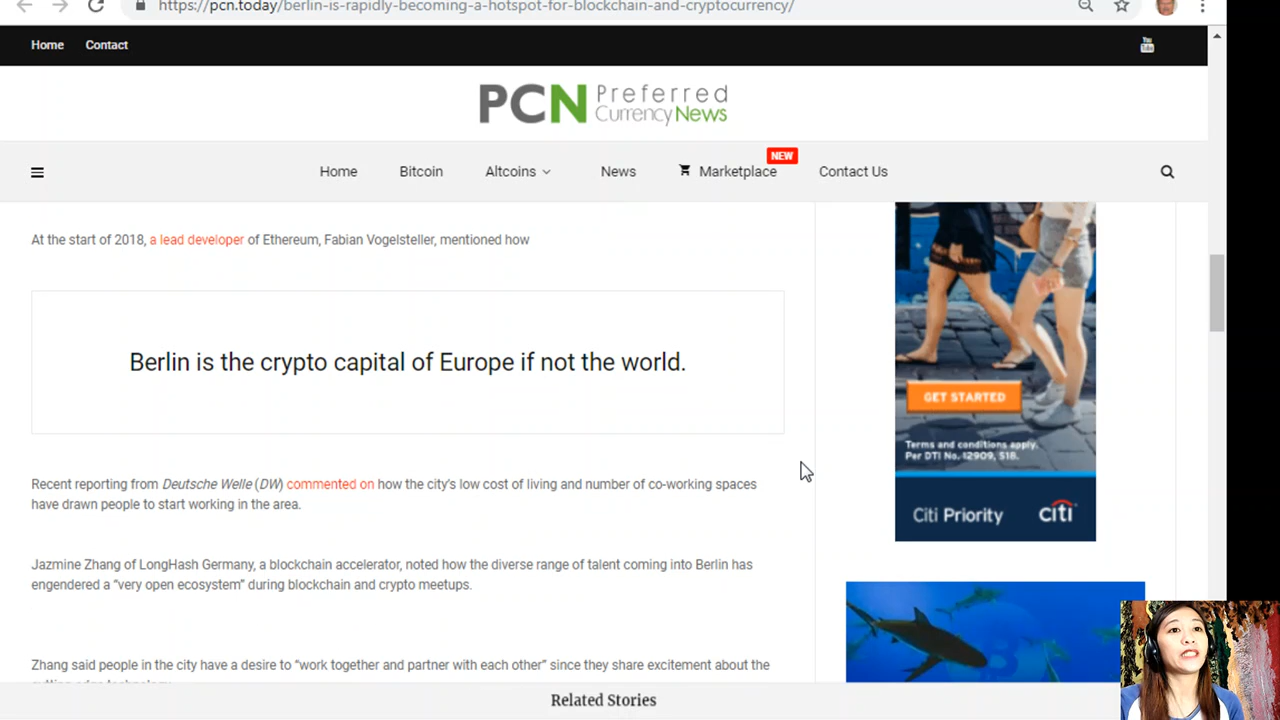 https://pcn.today/berlin-is-rapidly-becoming-a-hotspot-for-blockchain-and-cryptocurrency/
Home Contact
You
Tube
PCN Preferred
Currency News
NEW
Home Bitcoin Altcoins News Marketplace Contact Us
At the start of 2018, a lead developer of Ethereum, Fabian Vogelsteller, mentioned how
Berlin is the crypto capital of Europe if not the world.
Recent reporting from Deutsche Welle (DW) commented on how the city's low cost of living and number of co-working spaces
have drawn people to start working in the area.
Jazmine Zhang of LongHash Germany, a blockchain accelerator, noted how the diverse range of talent coming into Berlin has
engendered a “very open ecosystem” during blockchain and crypto meetups.
Zhang said people in the city have a desire to “work together and partner with each other” since they share excitement about the
GET STARTED
Terms and conditions apply.
Per DTI No. 12909, S18.
Citi Priority citi
Related Stories